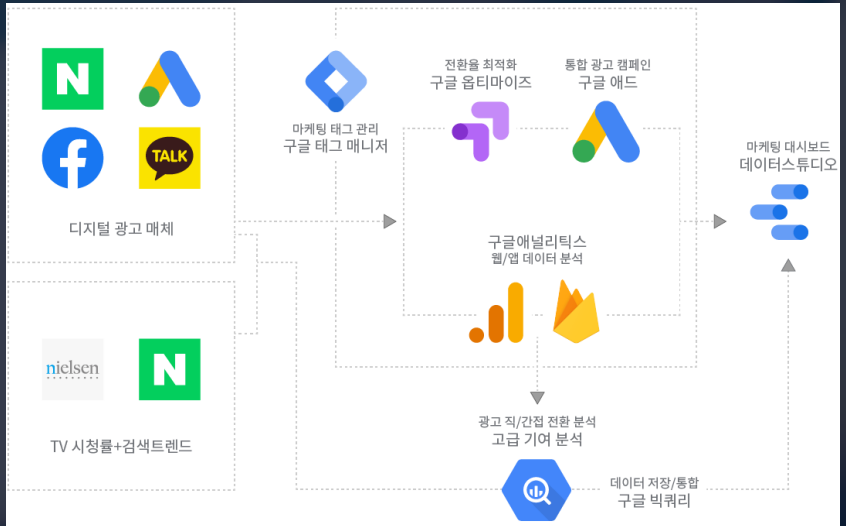 N
f
TALK
디지털 광고 매체
nielsen
N
TV 시청률+검색트렌드
마케팅 태그 관리
구글 태그 매니저
전환율 최적화
구글 옵티마이즈
통합 광고 캠페인
구글 애드
구글애널리틱스
웹/앱 데이터 분석
마케팅 대시보드
데이터스튜디오
광고 직/간접 전환 분석
고급 기여 분석
데이터 저장/통합
구글 빅쿼리